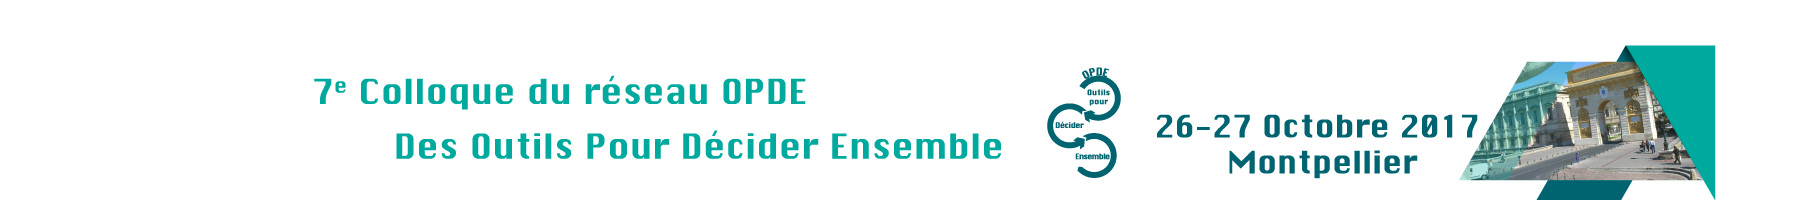 7e Colloque du réseau OPDE
Des Outils Pour Décider Ensemble
OPDE
Outils
pour
Décider
Ensemble
26-27 Octobre 2017
Montpellier